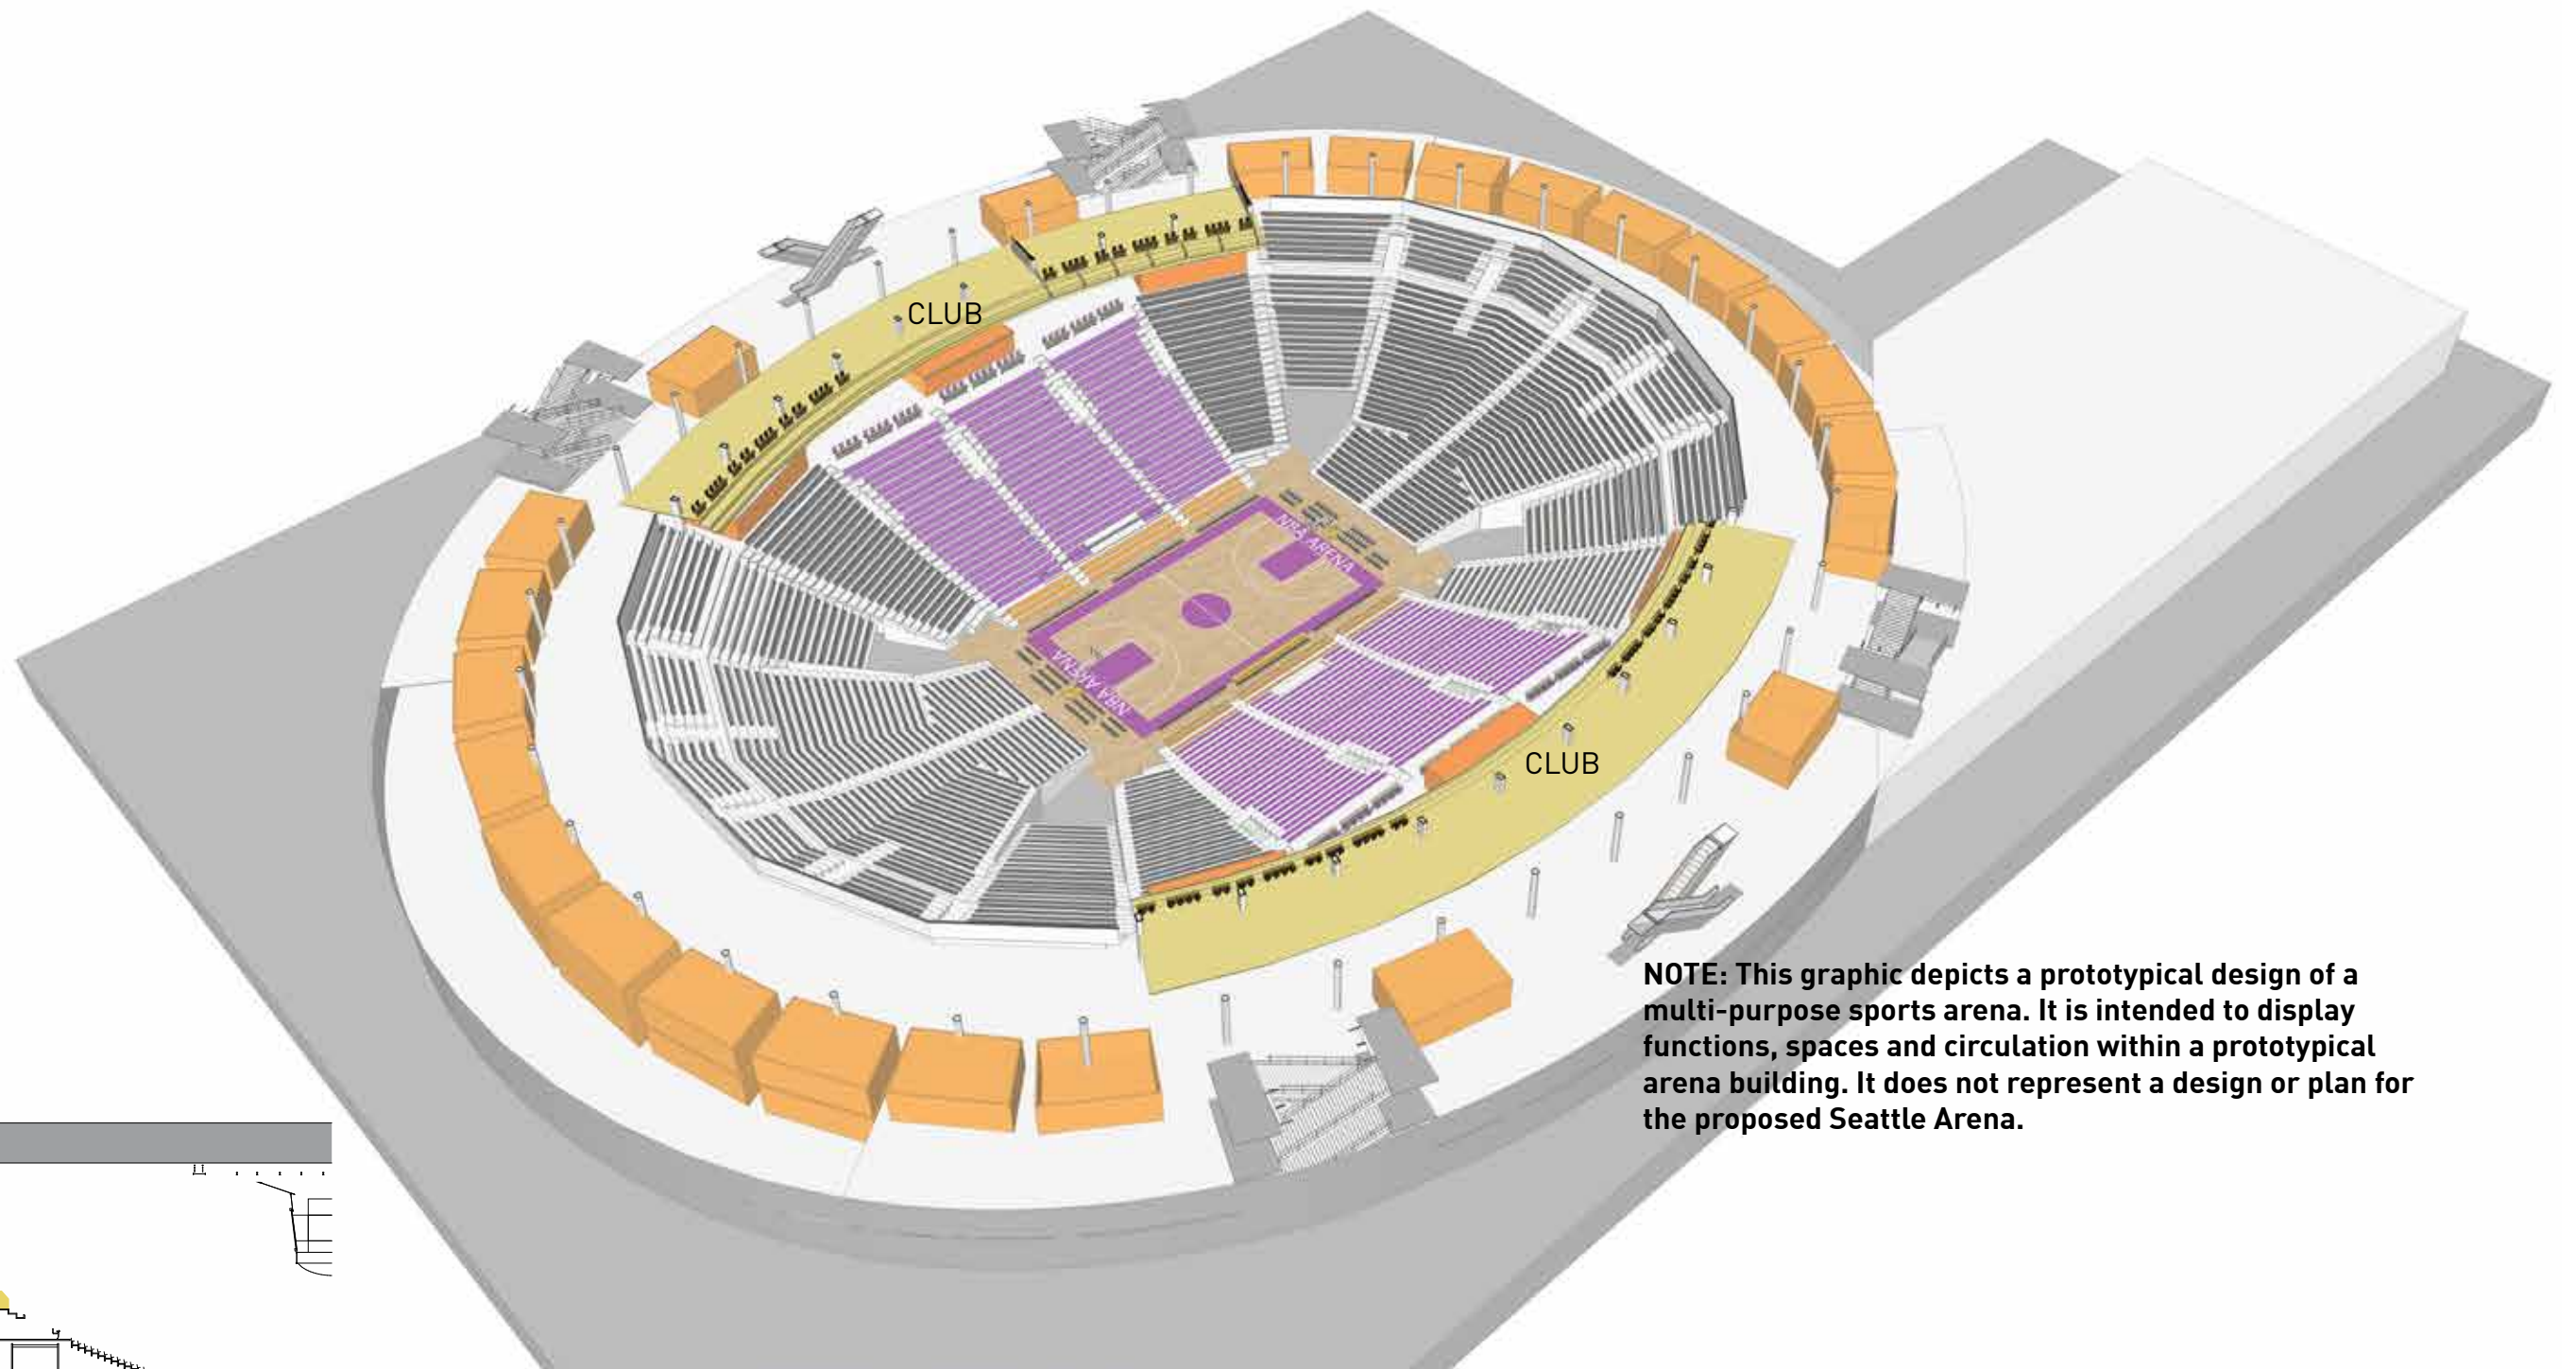 CLUB
NBA ARENA
CLUB
NBA ARENA
NOTE: This graphic depicts a prototypical design of a
multi-purpose sports arena. It is intended to display
functions, spaces and circulation within a prototypical
arena building. It does not represent a design or plan for
the proposed Seattle Arena.